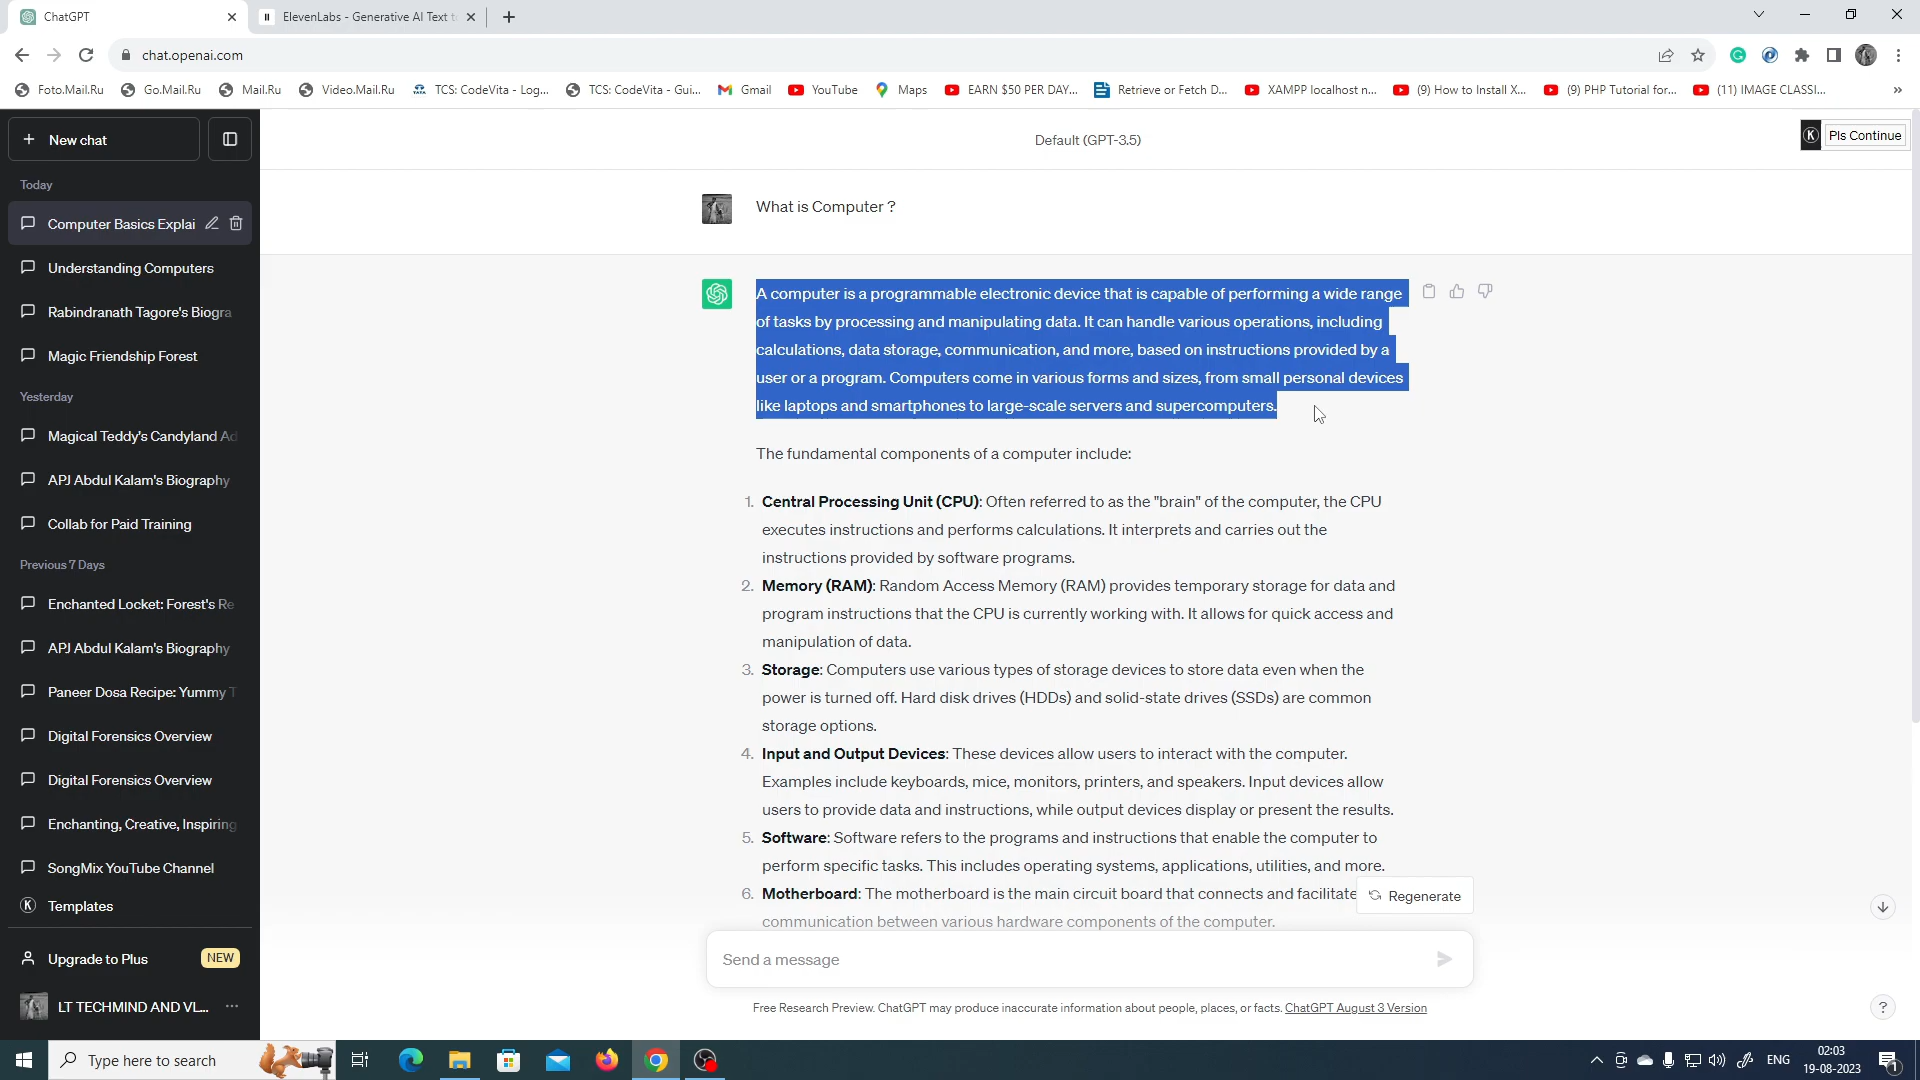 ChatGPT
ElevenLabs - Generative AI Text t
chat.openai.com
Foto.Mail.Ru
Go.Mail.Ru
Mail.Ru
Video.Mail.Ru
TCS: CodeVita - Log...
TCS: CodeVita - Gui...
Gmail
YouTube
Maps
EARN $50 PER DAY...
Retrieve or Fetch D...
XAMPP localhost n...
(9) How to Install X...
(9) PHP Tutorial for...
(11) IMAGE CLASSI...
»
New chat
Today
Computer Basics Explai
Understanding Computers
Rabindranath Tagore's Biogra
Magic Friendship Forest
Yesterday
Magical Teddy's Candyland Ad
APJ Abdul Kalam's Biography
Collab for Paid Training
Previous 7 Days
Enchanted Locket: Forest's Re
APJ Abdul Kalam's Biography
Paneer Dosa Recipe: Yummy T
Digital Forensics Overview
Digital Forensics Overview
Enchanting, Creative, Inspiring
SongMix YouTube Channel
K Templates
Upgrade to Plus NEW
LT TECHMIND AND VL... ...
Default (GPT-3.5)
K Pls Continue
What is Computer ?
A computer is a programmable electronic device that is capable of performing a wide range
of tasks by processing and manipulating data. It can handle various operations, including
calculations, data storage, communication, and more, based on instructions provided by a
user or a program. Computers come in various forms and sizes, from small personal devices
like laptops and smartphones to large-scale servers and supercomputers.
The fundamental components of a computer include:
1. Central Processing Unit (CPU): Often referred to as the "brain" of the computer, the CPU
executes instructions and performs calculations. It interprets and carries out the
instructions provided by software programs.
2. Memory (RAM): Random Access Memory (RAM) provides temporary storage for data and
program instructions that the CPU is currently working with. It allows for quick access and
manipulation of data.
3. Storage: Computers use various types of storage devices to store data even when the
power is turned off. Hard disk drives (HDDs) and solid-state drives (SSDs) are common
storage options.
4. Input and Output Devices: These devices allow users to interact with the computer.
Examples include keyboards, mice, monitors, printers, and speakers. Input devices allow
users to provide data and instructions, while output devices display or present the results.
5. Software: Software refers to the programs and instructions that enable the computer to
perform specific tasks. This includes operating systems, applications, utilities, and more.
6. Motherboard: The motherboard is the main circuit board that connects and facilitate
communication between various hardware components of the computer.
Regenerate
Send a message
Free Research Preview. ChatGPT may produce inaccurate information about people, places, or facts. ChatGPT August 3 Version
?
Type here to search
ENG
02:03
19-08-2023
1